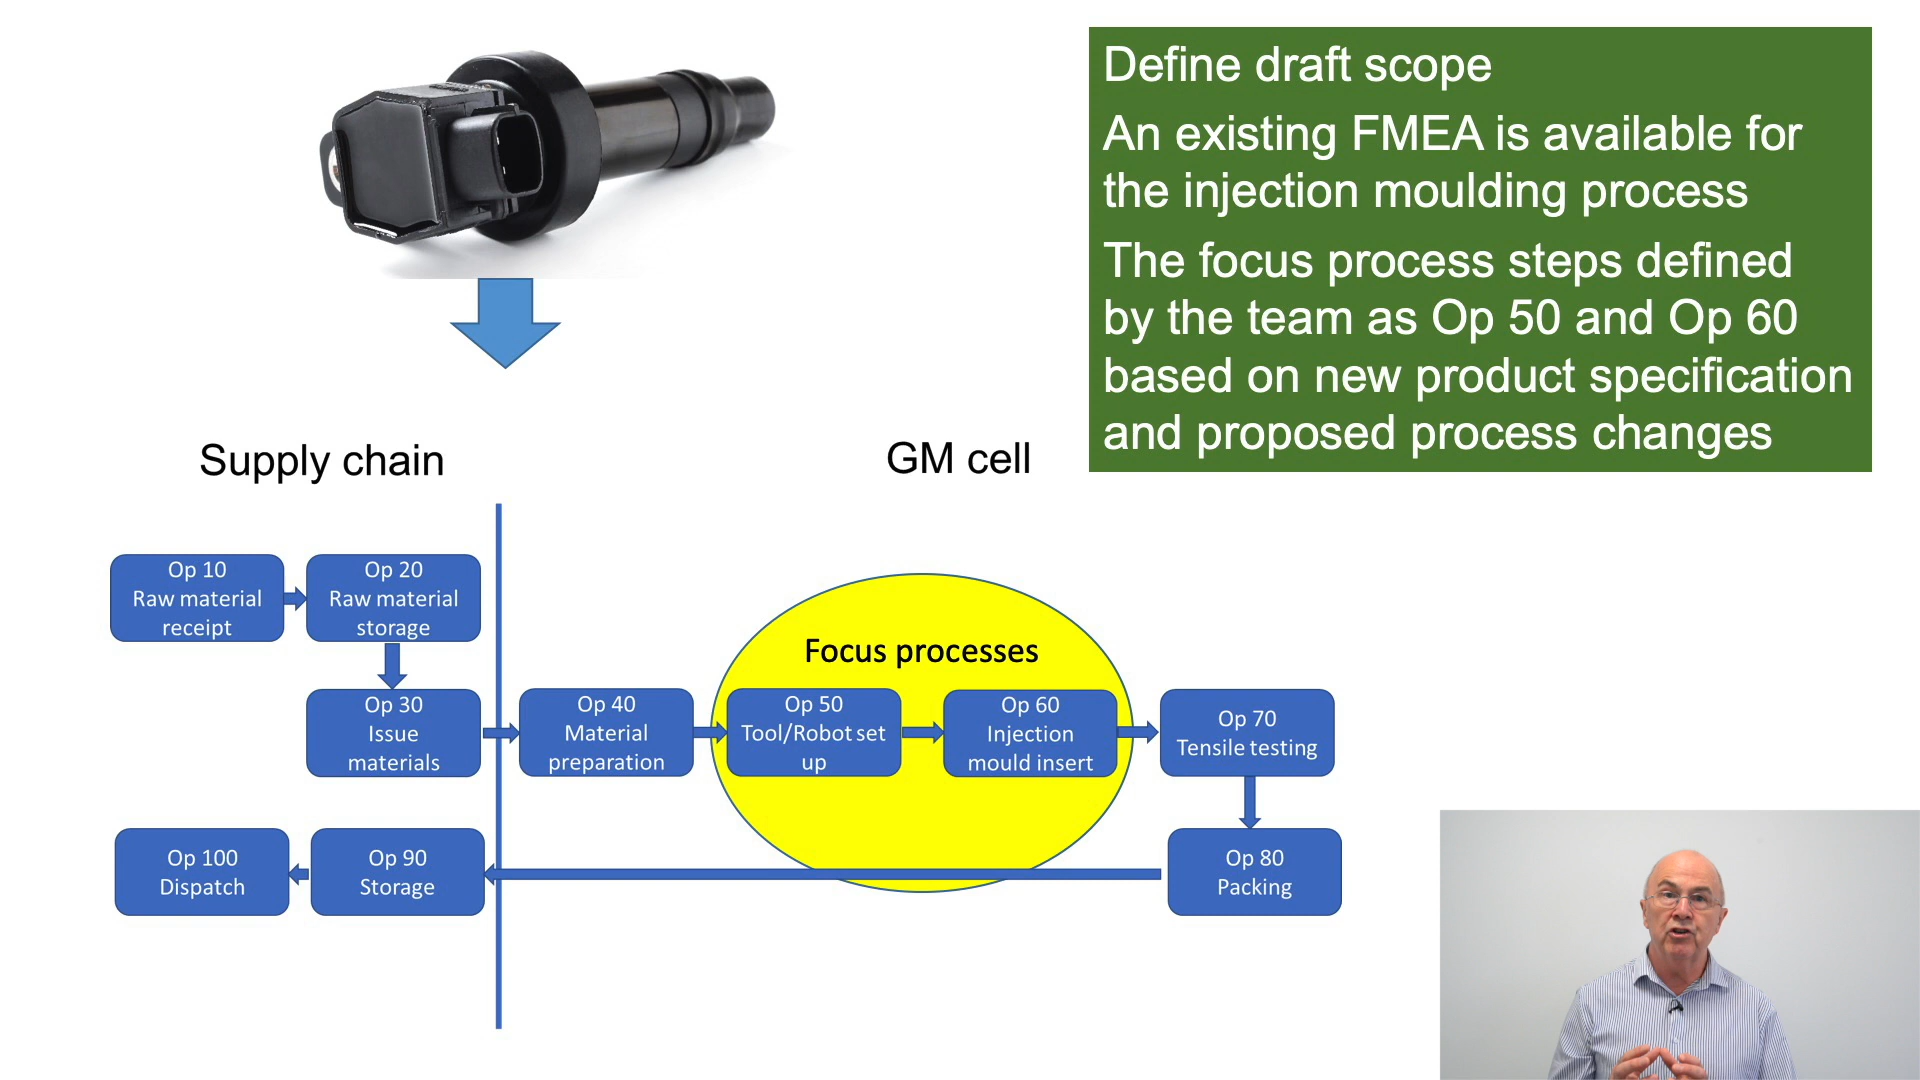 Define draft scope
An existing FMEA is available for
the injection moulding process
The focus process steps defined
by the team as Op 50 and Op 60
based on new product specification
and proposed process changes
Supply chain
GM cell
Op 10
Raw material
receipt
Op 20
Raw material
storage
Focus processes
Op 30
Issue
materials
Op 40
Material
preparation
Op 50
Tool/Robot set
up
Op 60
Injection
mould insert
Op 70
Tensile testing
Op 100
Dispatch
Op 90
Storage
Op 80
Packing